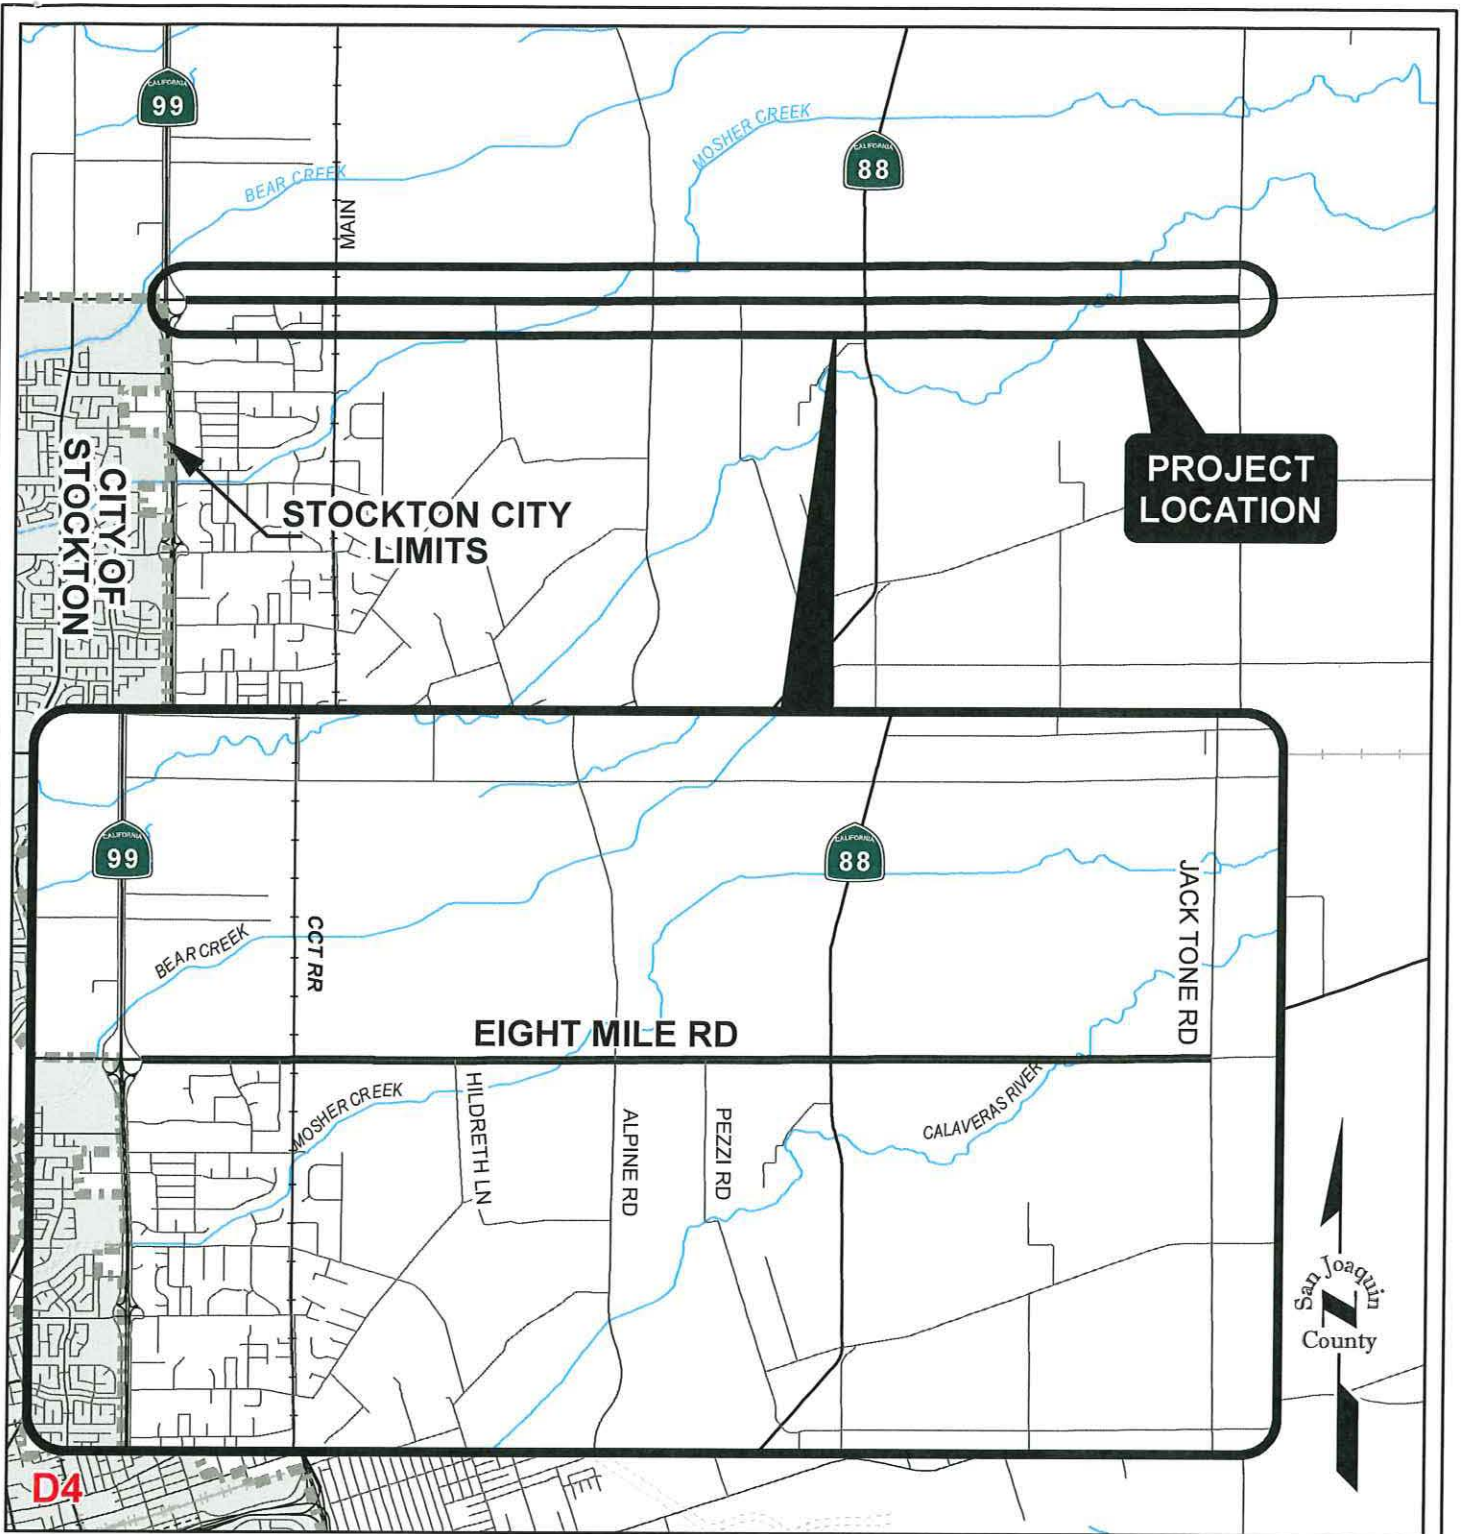 CALIFORNIA
99
BEAR CREEK
MAIN
MOSHER CREEK
CALIFORNIA
88
PROJECT
LOCATION
CITY OF
STOCKTON
STOCKTON CITY
LIMITS
CALIFORNIA
99
BEAR CREEK
CCT RR
CALIFORNIA
88
JACK TONE RD
EIGHT MILE RD
MOSHER CREEK
HILDRETH LN
ALPINE RD
PEZZI RD
CALAVERAS RIVER
San Joaquin
N
County
D4